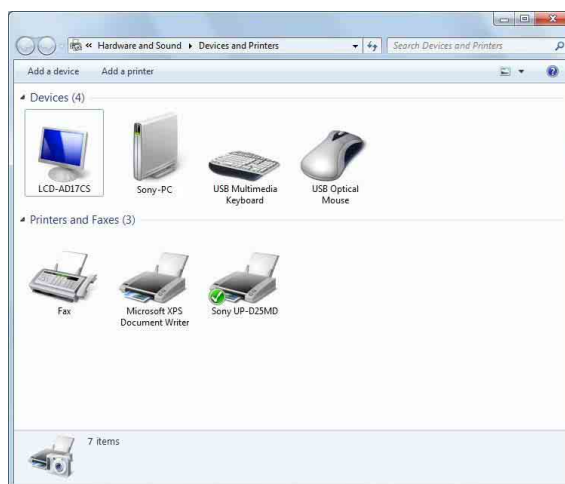 « Hardware and Sound ▸ Devices and Printers
Search Devices and Printers
Add a device Add a printer
Devices (4)
LCD-AD17CS Sony-PC USB Multimedia Keyboard USB Optical Mouse
Printers and Faxes (3)
Fax Microsoft XPS Document Writer Sony UP-D25MD
7 items